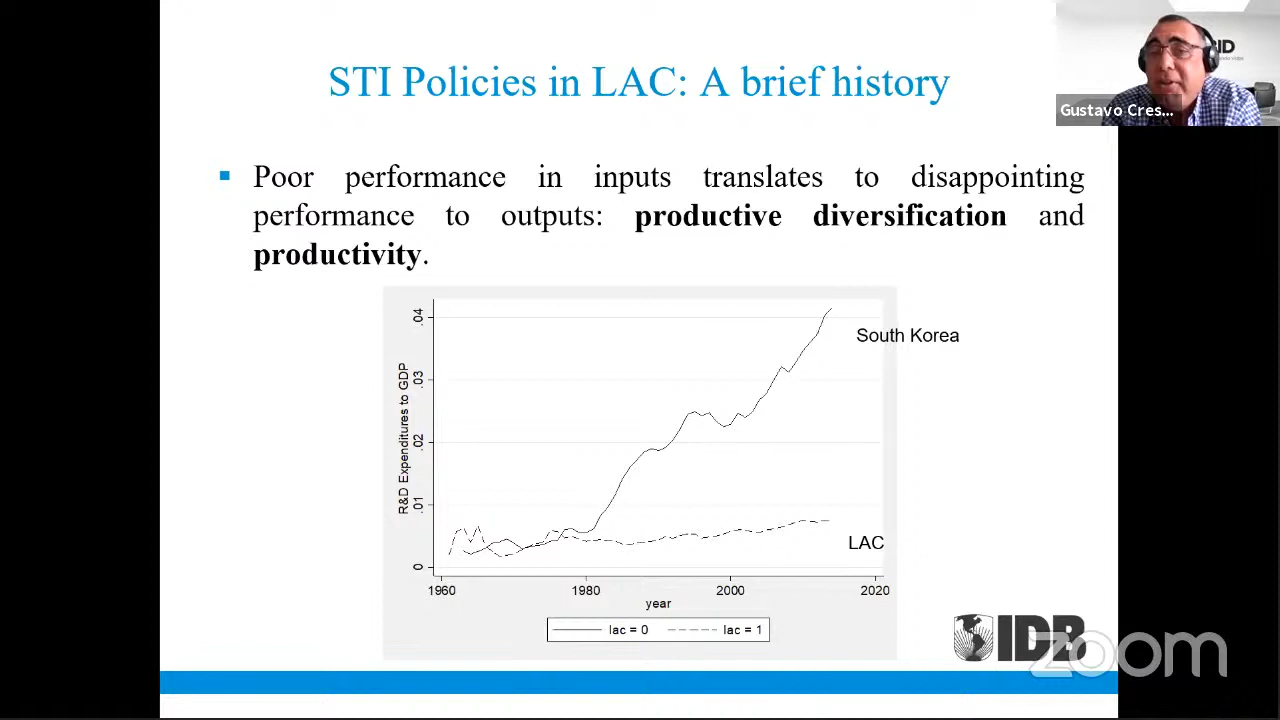 STI Policies in LAC: A brief history
ID
Gustavo Cres...
▪ Poor performance in inputs translates to disappointing
performance to outputs: productive diversification and
productivity.
R&D Expenditures to GDP
.04
.03
.02
.01
0
South Korea
LAC
1960 1980 2000 2020
year
lac = 0 lac = 1
IDB
zoom